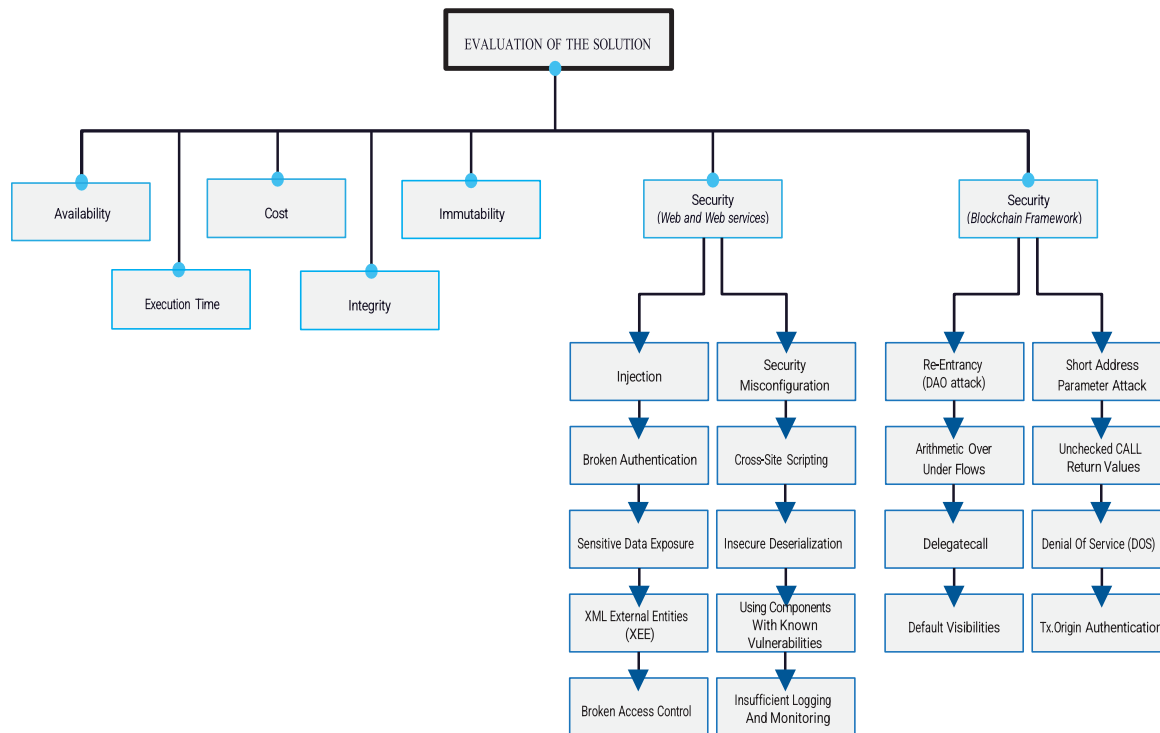 EVALUATION OF THE SOLUTION
Availability
Cost
Immutability
Security
(Web and Web services)
Security
(Blockchain Framework)
Execution Time
Integrity
Injection
Security
Misconfiguration
Re-Entrancy
(DAO attack)
Short Address
Parameter Attack
Broken Authentication
Cross-Site Scripting
Arithmetic Over
Under Flows
Unchecked CALL
Return Values
Sensitive Data Exposure
Insecure Deserialization
Delegatecall
Denial Of Service (DOS)
XML External Entities
(XEE)
Using Components
With Known
Vulnerabilities
Default Visibilities
Tx.Origin Authentication
Broken Access Control
Insufficient Logging
And Monitoring